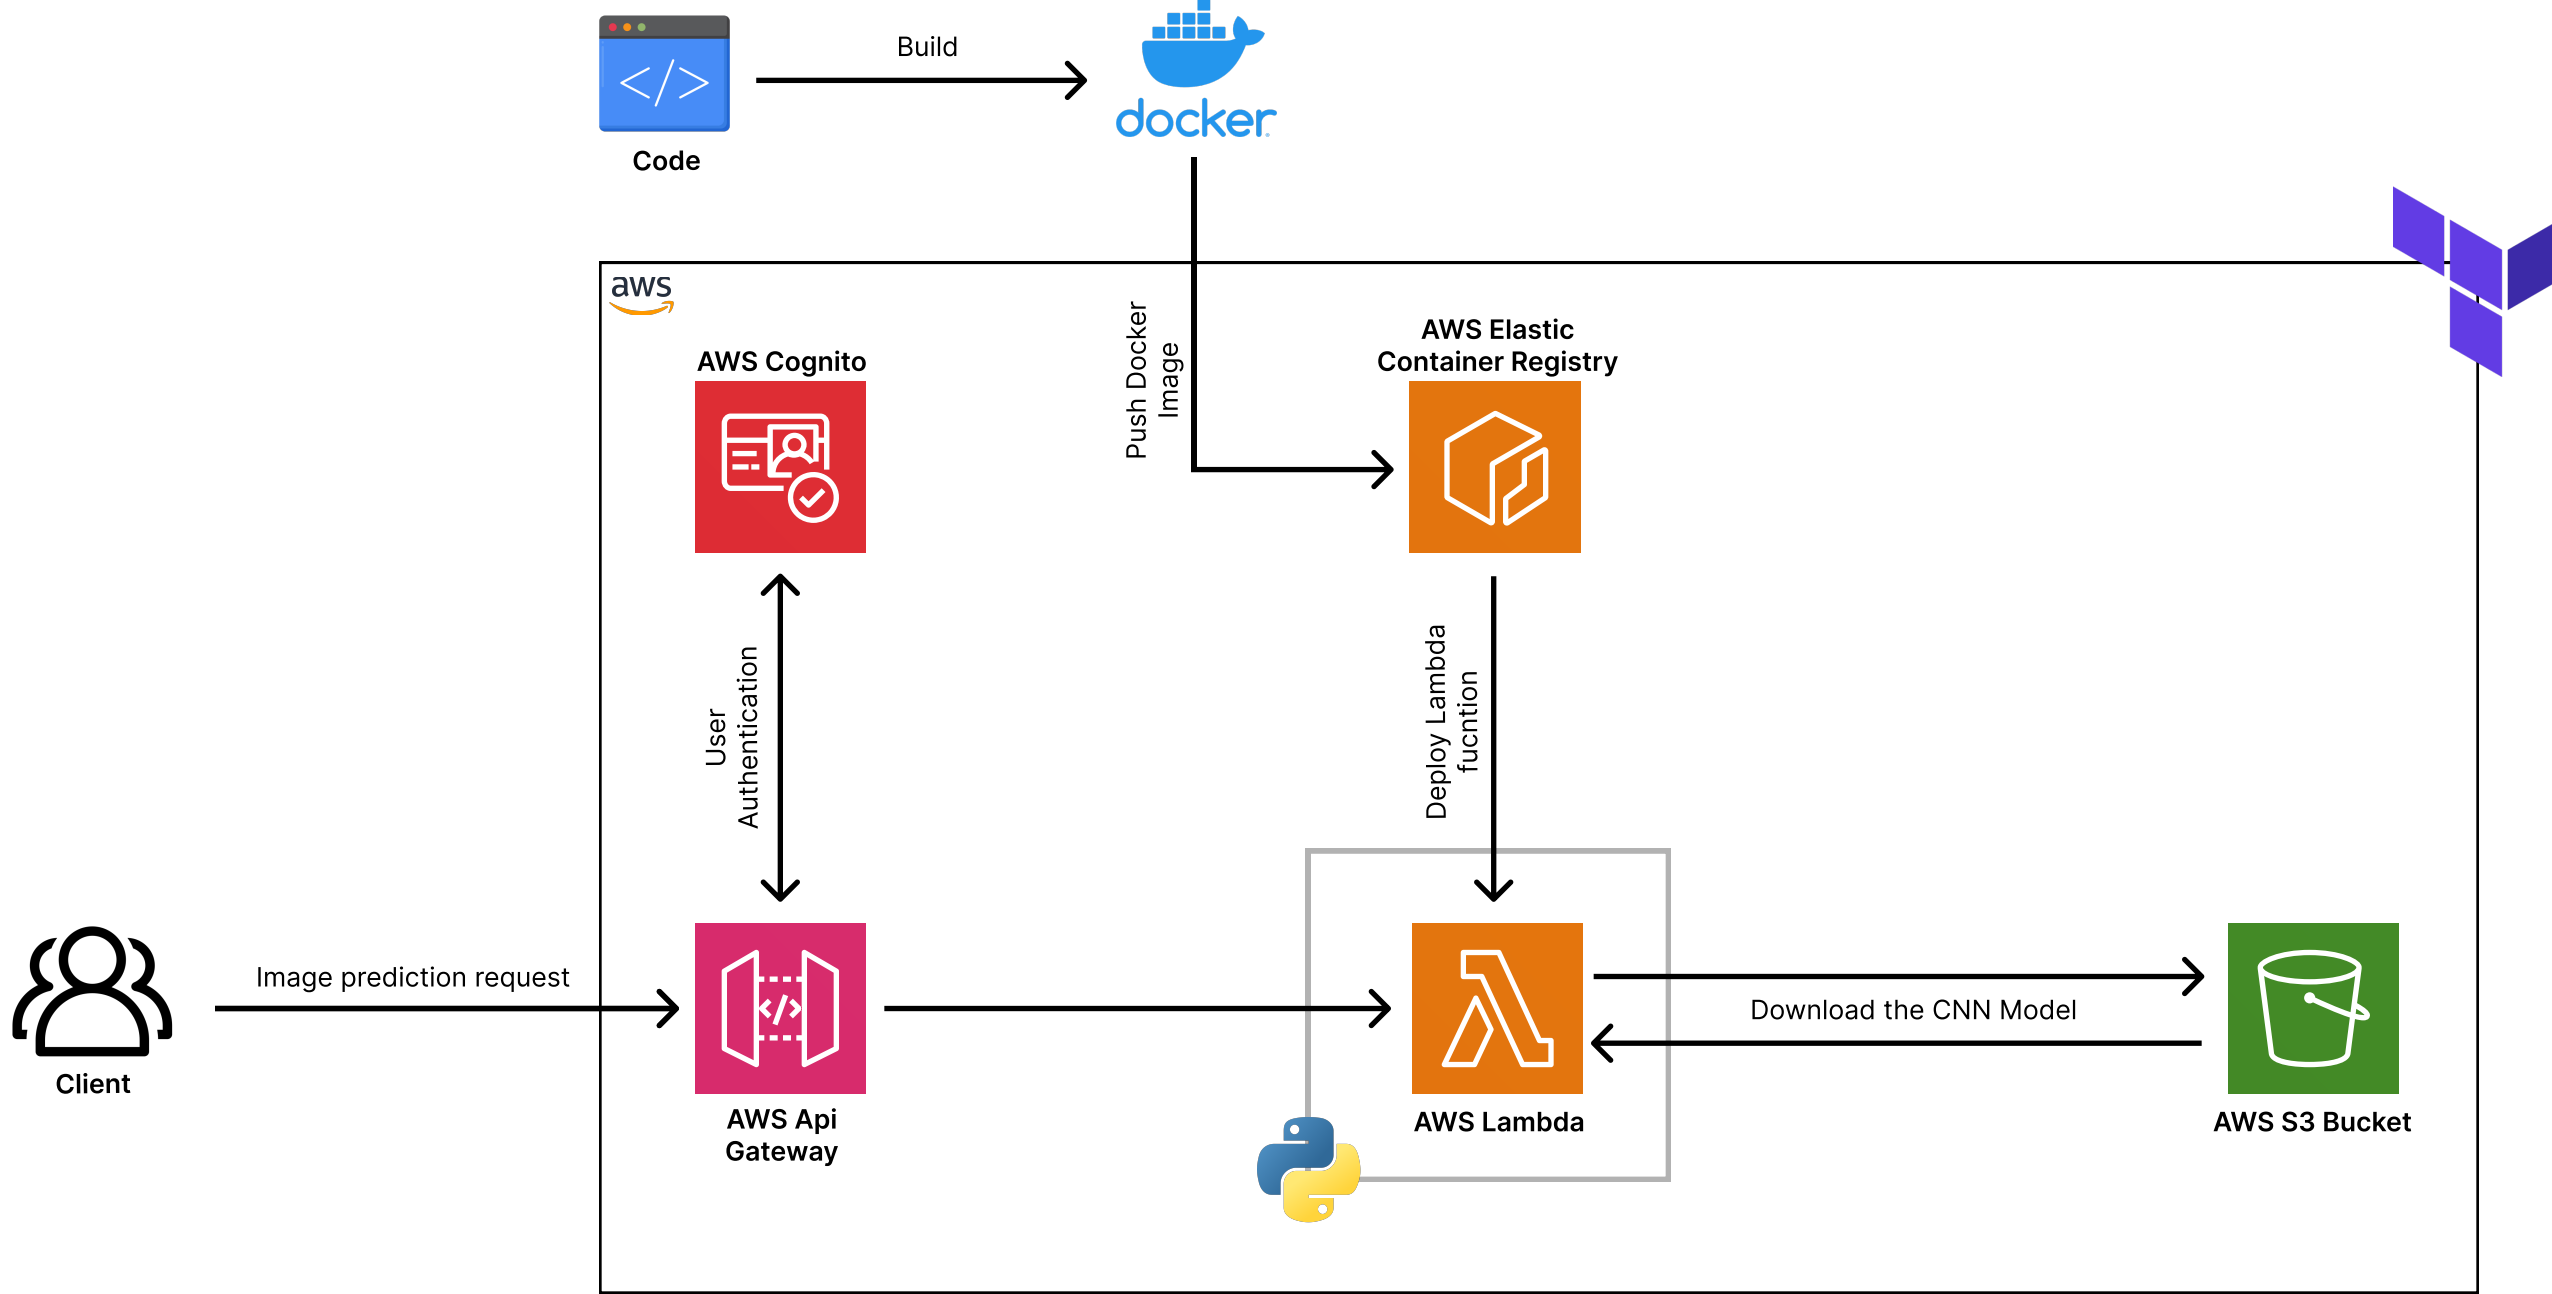 Build
docker
Code
aws
AWS Cognito
Push Docker
Image
AWS Elastic
Container Registry
User
Authentication
Deploy Lambda
fucntion
Image prediction request
Client
AWS Api
Gateway
AWS Lambda
Download the CNN Model
AWS S3 Bucket